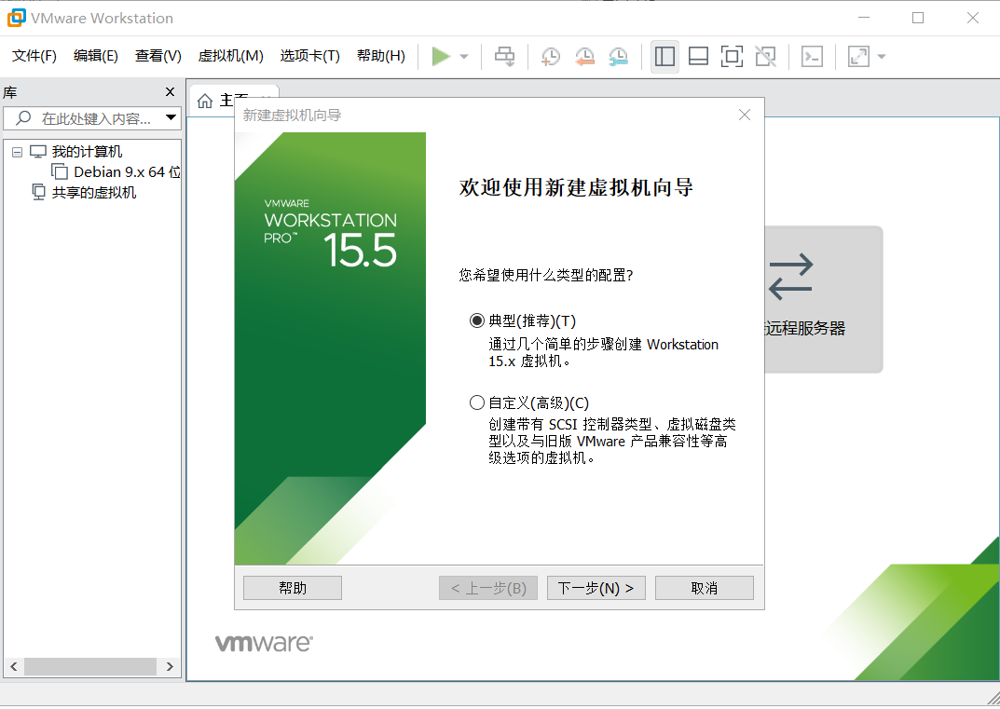 VMware Workstation
文件(F) 编辑(E) 查看(V) 虚拟机(M) 选项卡(T) 帮助(H)
库
在此处键入内容...
我的计算机
Debian 9.x 64 位
共享的虚拟机
新建虚拟机向导
VMWARE
WORKSTATION
PRO™ 15.5
欢迎使用新建虚拟机向导
您希望使用什么类型的配置?
典型(推荐)(T)
通过几个简单的步骤创建 Workstation
15.x 虚拟机。
自定义(高级)(C)
创建带有 SCSI 控制器类型、虚拟磁盘类
型以及与旧版 VMware 产品兼容性等高
级选项的虚拟机。
远程服务器
帮助
< 上一步(B)
下一步(N) >
取消
vmware®